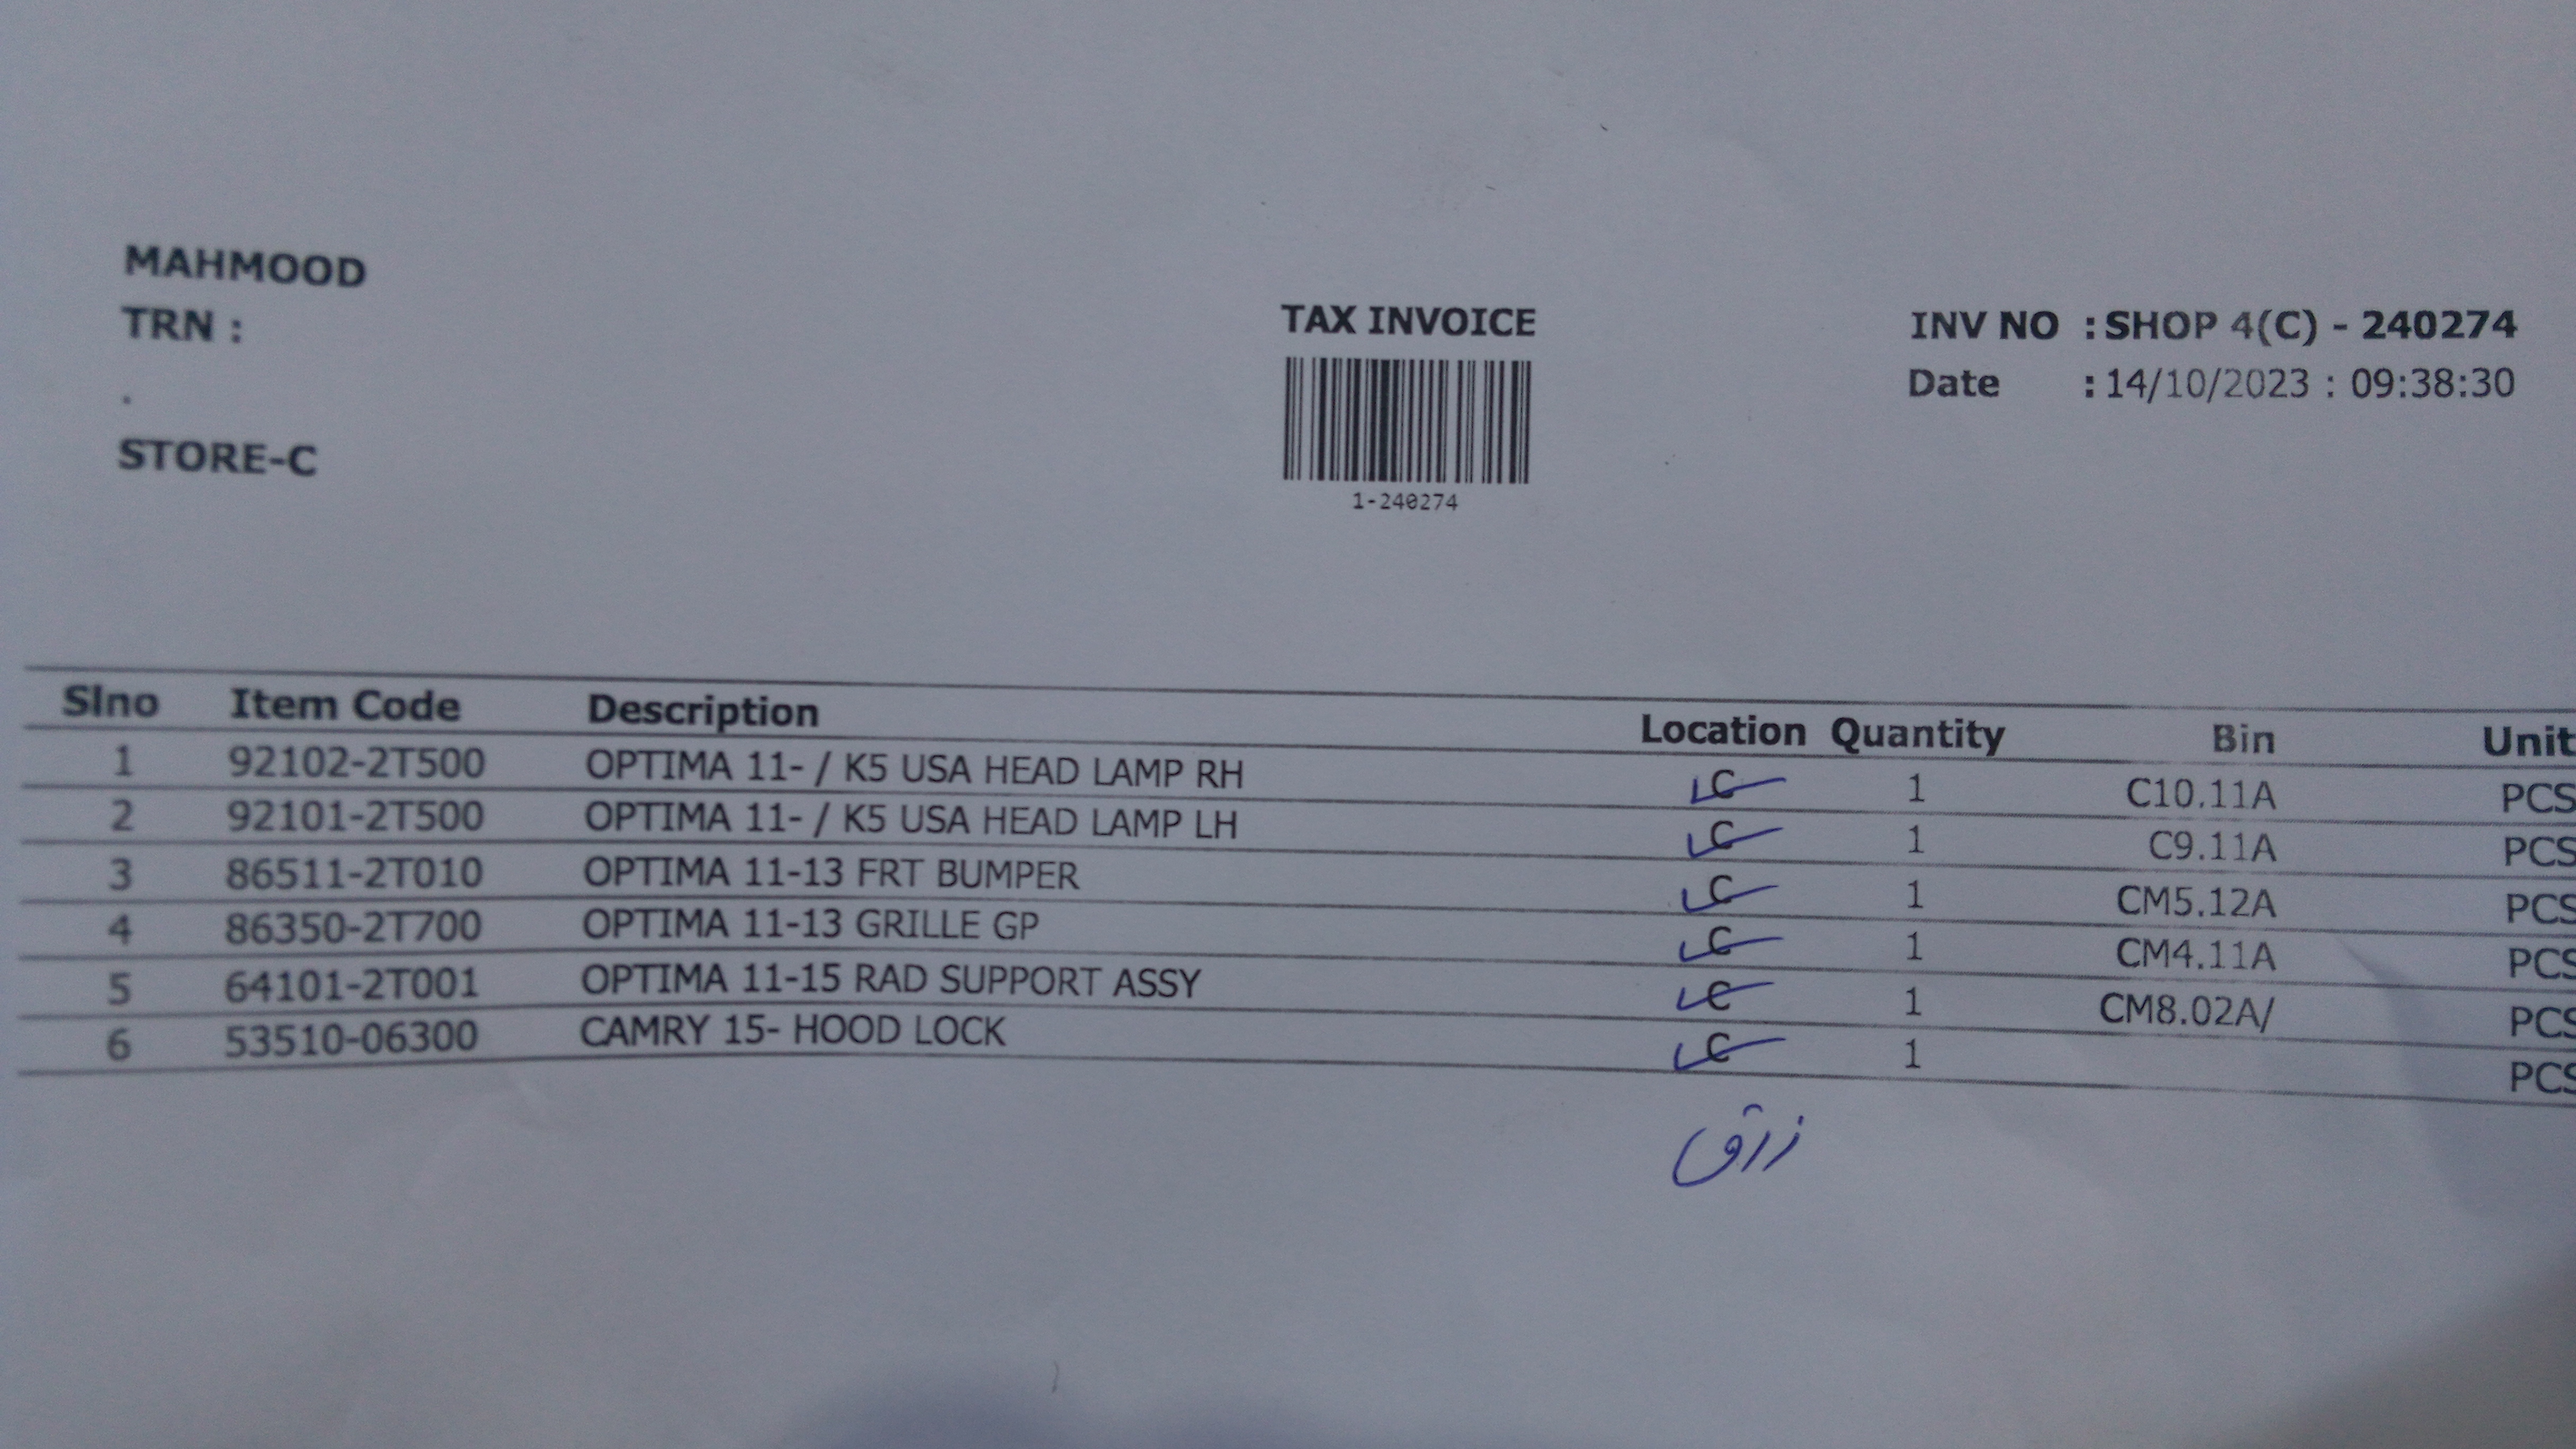 MAHMOOD
TRN :
.
STORE-C
TAX INVOICE
1-240274
INV NO : SHOP 4(C) - 240274
Date : 14/10/2023 : 09:38:30
Slno Item Code Description Location Quantity Bin Unit
1 92102-2T500 OPTIMA 11- / K5 USA HEAD LAMP RH C 1 C10.11A PCS
2 92101-2T500 OPTIMA 11- / K5 USA HEAD LAMP LH C 1 C9.11A PCS
3 86511-2T010 OPTIMA 11-13 FRT BUMPER C 1 CM5.12A PCS
4 86350-2T700 OPTIMA 11-13 GRILLE GP C 1 CM4.11A PCS
5 64101-2T001 OPTIMA 11-15 RAD SUPPORT ASSY C 1 CM8.02A/ PCS
6 53510-06300 CAMRY 15- HOOD LOCK C 1 PCS